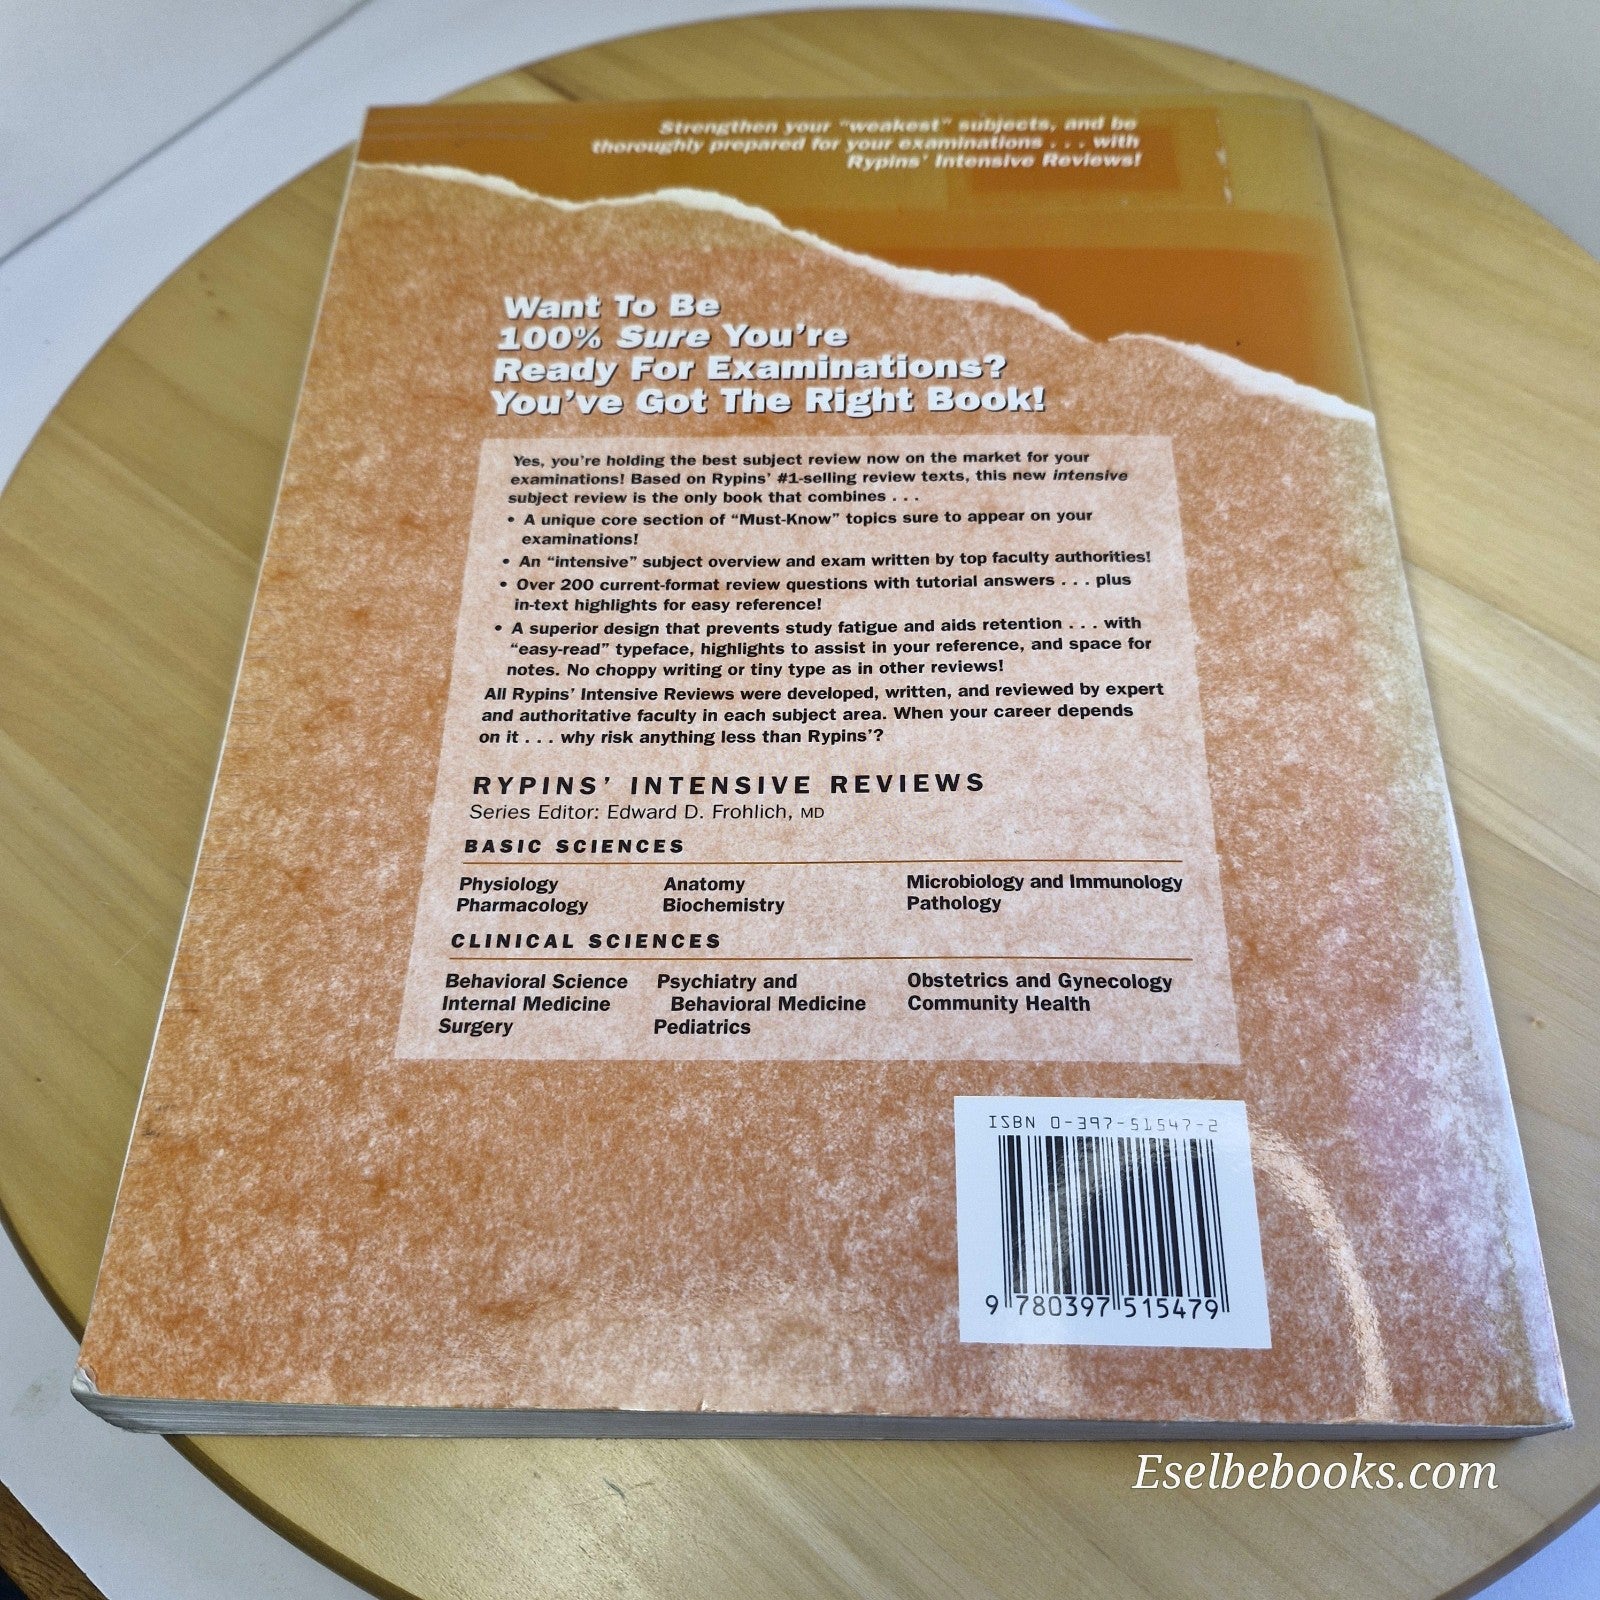 Strengthen your "weakest" subjects, and be
thoroughly prepared for your examinations . . . with
Rypins' Intensive Reviews!
Want To Be
100% Sure You're
Ready For Examinations?
You've Got The Right Book!
Yes, you're holding the best subject review now on the market for your
examinations! Based on Rypins' #1-selling review texts, this new intensive
subject review is the only book that combines . . .
• A unique core section of "Must-Know" topics sure to appear on your
examinations!
• An "intensive" subject overview and exam written by top faculty authorities!
• Over 200 current-format review questions with tutorial answers . . . plus
in-text highlights for easy reference!
• A superior design that prevents study fatigue and aids retention . . . with
"easy-read" typeface, highlights to assist in your reference, and space for
notes. No choppy writing or tiny type as in other reviews!
All Rypins' Intensive Reviews were developed, written, and reviewed by expert
and authoritative faculty in each subject area. When your career depends
on it . . . why risk anything less than Rypins'?
RYPINS' INTENSIVE REVIEWS
Series Editor: Edward D. Frohlich, MD
BASIC SCIENCES
Physiology Anatomy Microbiology and Immunology
Pharmacology Biochemistry Pathology
CLINICAL SCIENCES
Behavioral Science Psychiatry and Obstetrics and Gynecology
Internal Medicine Behavioral Medicine Community Health
Surgery Pediatrics
ISBN 0-397-51547-2
9 780397 515479
Eselbebooks.com